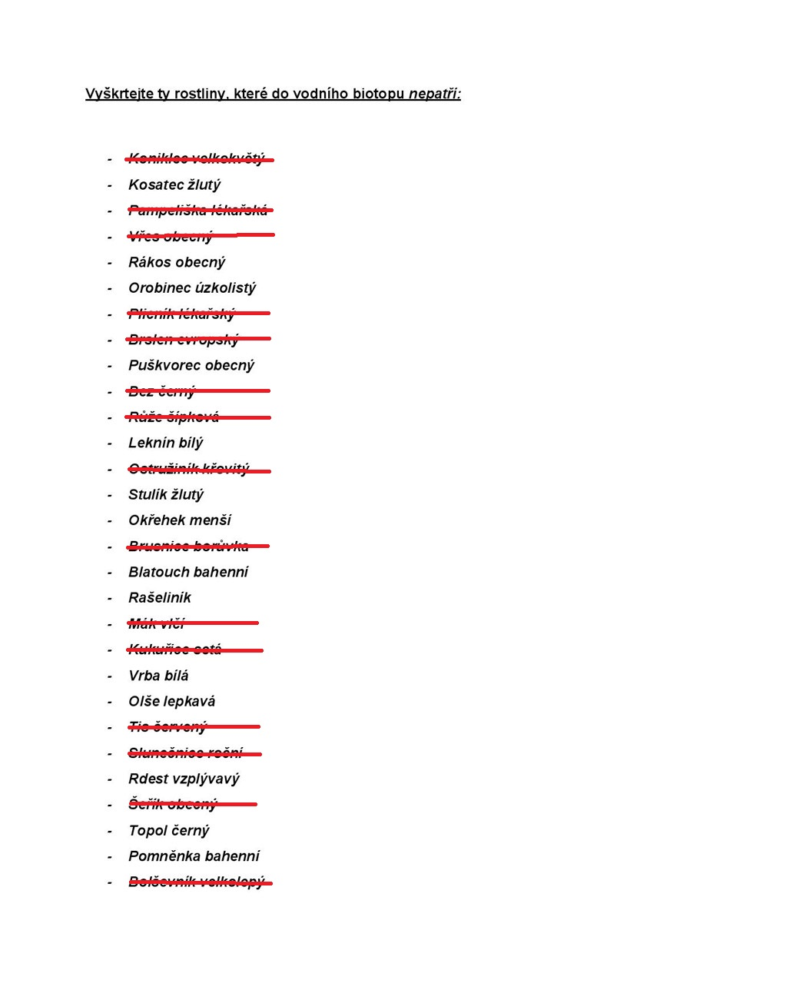 Vyškrtejte ty rostliny, které do vodního biotopu nepatří:
- Koniklec velkokvětý
- Kosatec žlutý
- Pampeliška lékařská
- Vřes obecný
- Rákos obecný
- Orobinec úzkolistý
- Plicník lékařský
- Brslen evropský
- Puškvorec obecný
- Bez černý
- Růže šípková
- Leknín bílý
- Ostružiník křovitý
- Stulík žlutý
- Okřehek menší
- Brusnice borůvka
- Blatouch bahenní
- Rašeliník
- Mák vlčí
- Kukuřice setá
- Vrba bílá
- Olše lepkavá
- Tis červený
- Slunečnice roční
- Rdest vzplývavý
- Šeřík obecný
- Topol černý
- Pomněnka bahenní
- Bolševník velkolepý